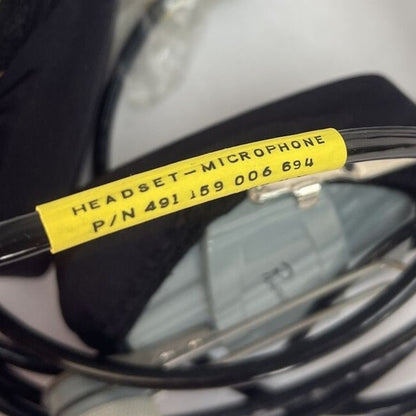 HEADSET-MICROPHONE
P/N 491 159 006 694